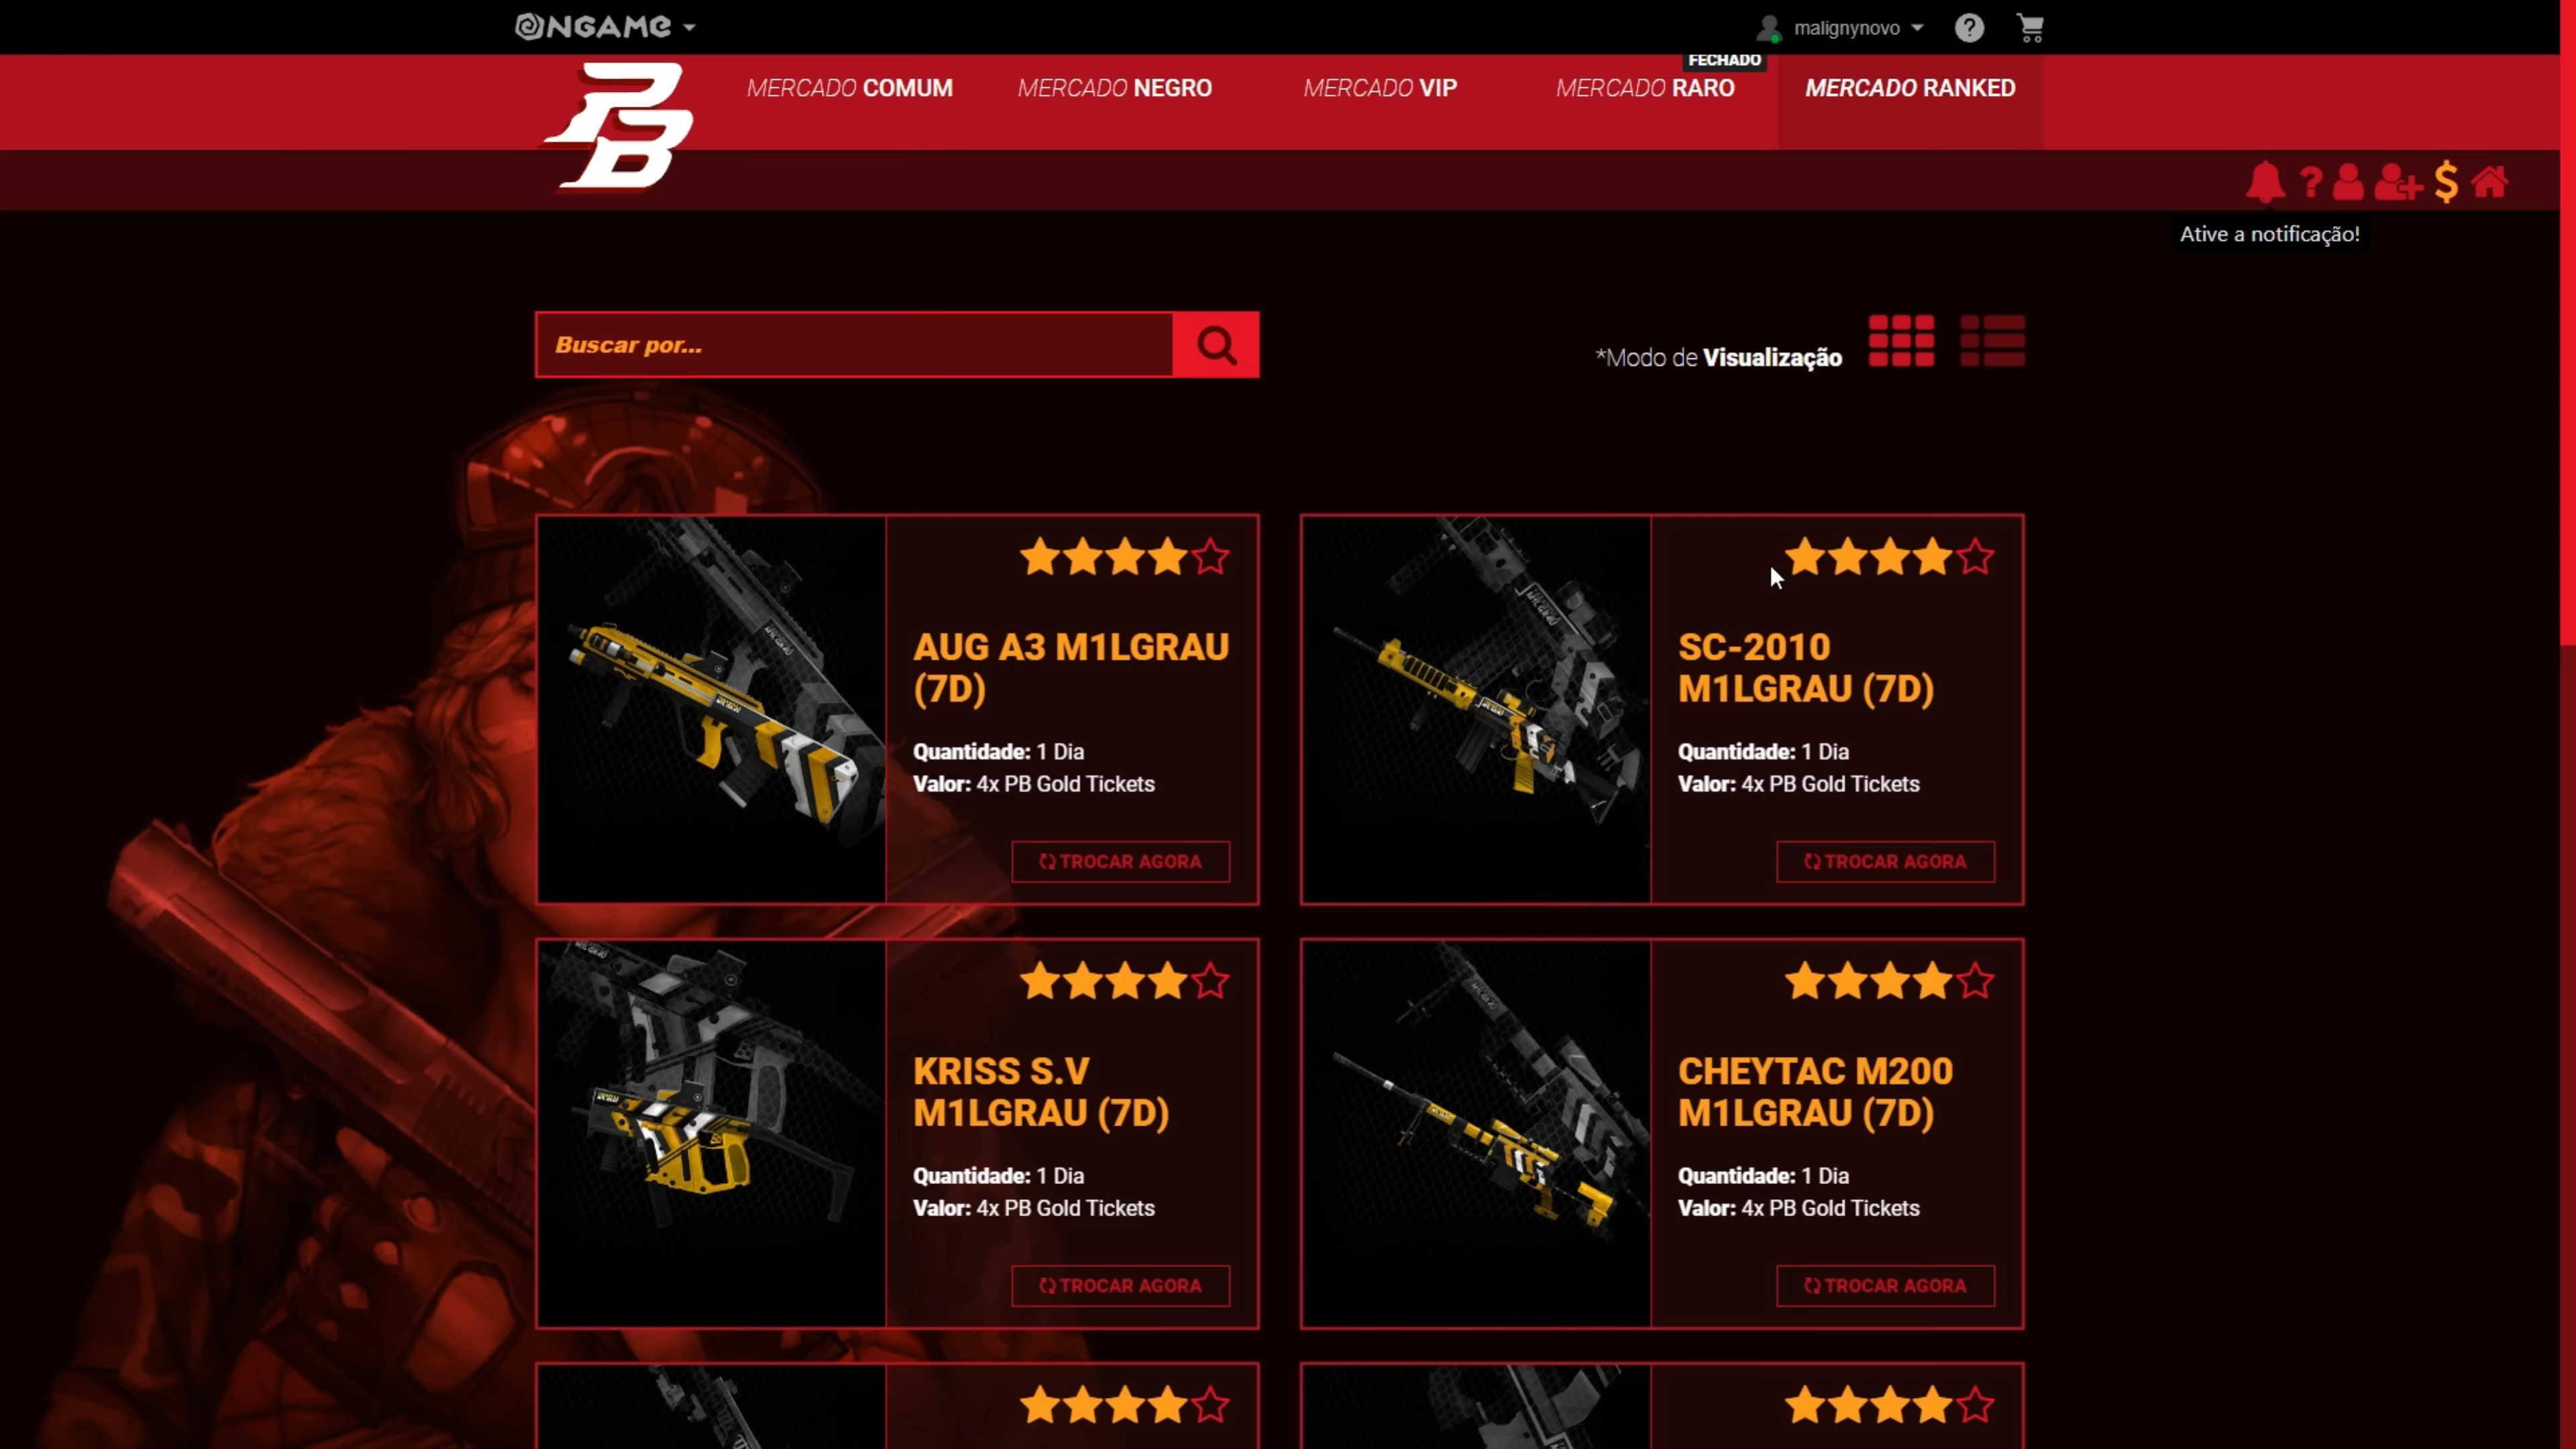 ONGAME
malignynovo
?
PB
MERCADO COMUM
MERCADO NEGRO
MERCADO VIP
FECHADO
MERCADO RARO
MERCADO RANKED
Ative a notificação!
Buscar por...
*Modo de Visualização
AUG A3 M1LGRAU
(7D)
Quantidade: 1 Dia
Valor: 4x PB Gold Tickets
TROCAR AGORA
SC-2010
M1LGRAU (7D)
Quantidade: 1 Dia
Valor: 4x PB Gold Tickets
TROCAR AGORA
KRISS S.V
M1LGRAU (7D)
Quantidade: 1 Dia
Valor: 4x PB Gold Tickets
TROCAR AGORA
CHEYTAC M200
M1LGRAU (7D)
Quantidade: 1 Dia
Valor: 4x PB Gold Tickets
TROCAR AGORA